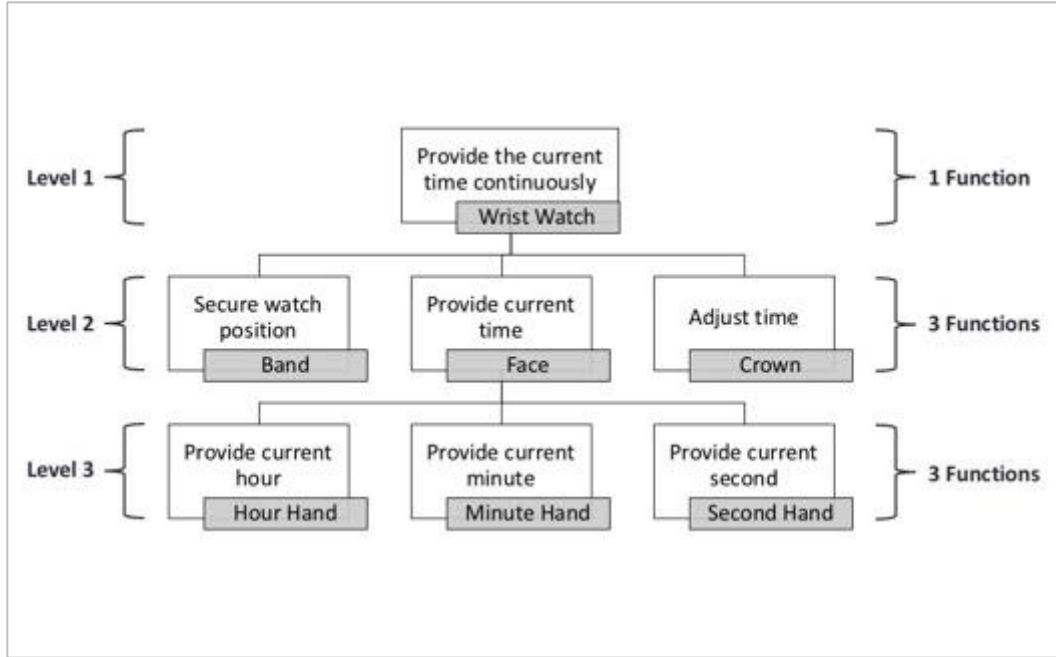 Level 1
Provide the current
time continuously
Wrist Watch
1 Function
Level 2
Secure watch
position
Band
Provide current
time
Face
Adjust time
Crown
3 Functions
Level 3
Provide current
hour
Hour Hand
Provide current
minute
Minute Hand
Provide current
second
Second Hand
3 Functions